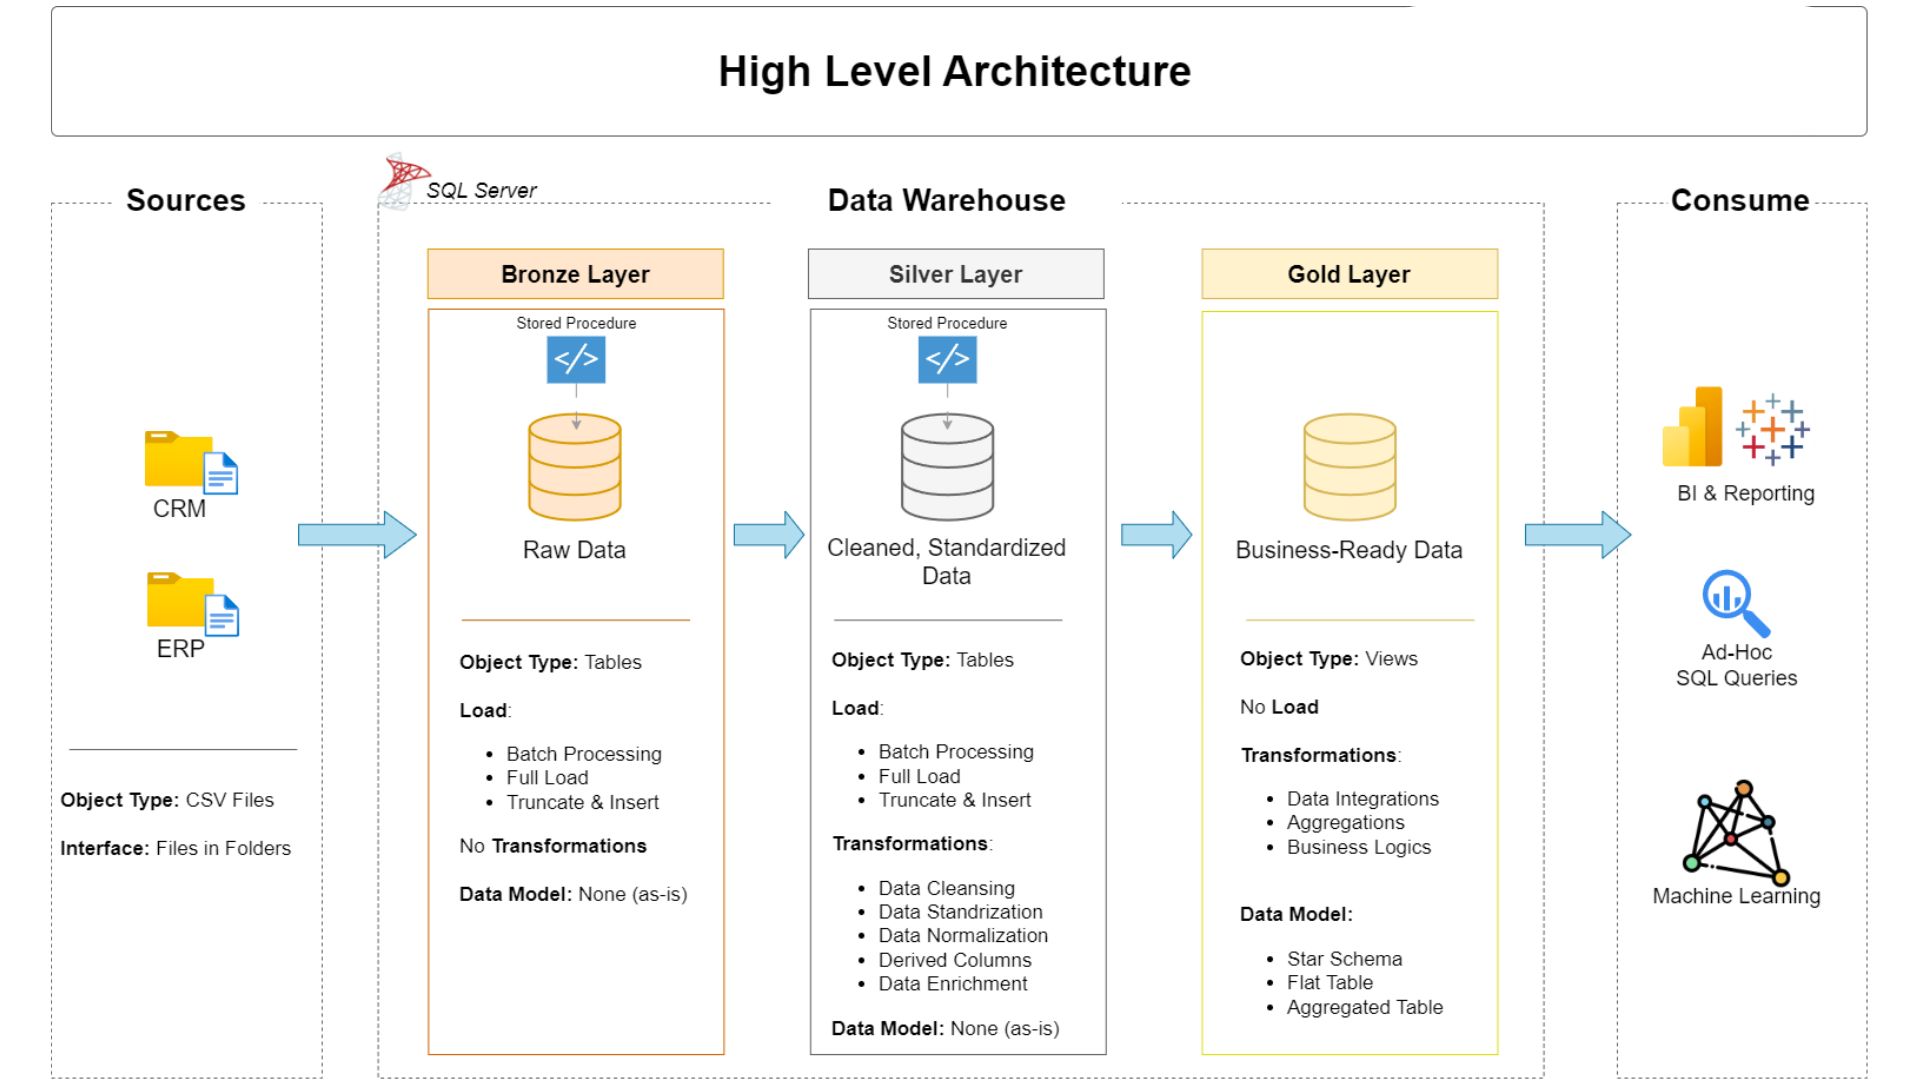 High Level Architecture
Sources
SQL Server
Data Warehouse
Consume
CRM
ERP
Object Type: CSV Files
Interface: Files in Folders
Bronze Layer
Stored Procedure
</>
Raw Data
Object Type: Tables
Load:
• Batch Processing
• Full Load
• Truncate & Insert
No Transformations
Data Model: None (as-is)
Silver Layer
Stored Procedure
</>
Cleaned, Standardized
Data
Object Type: Tables
Load:
• Batch Processing
• Full Load
• Truncate & Insert
Transformations:
• Data Cleansing
• Data Standrization
• Data Normalization
• Derived Columns
• Data Enrichment
Data Model: None (as-is)
Gold Layer
Business-Ready Data
Object Type: Views
No Load
Transformations:
• Data Integrations
• Aggregations
• Business Logics
Data Model:
• Star Schema
• Flat Table
• Aggregated Table
BI & Reporting
Ad-Hoc
SQL Queries
Machine Learning